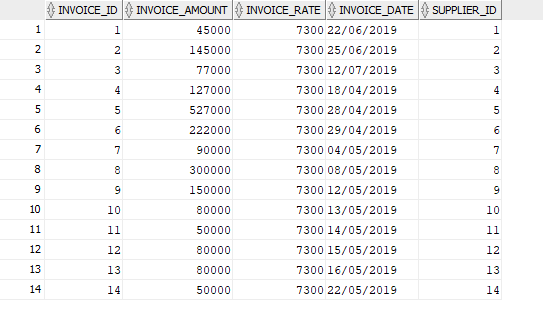 INVOICE_ID INVOICE_AMOUNT INVOICE_RATE INVOICE_DATE SUPPLIER_ID
1 1 45000 7300 22/06/2019 1
2 2 145000 7300 25/06/2019 2
3 3 77000 7300 12/07/2019 3
4 4 127000 7300 18/04/2019 4
5 5 527000 7300 28/04/2019 5
6 6 222000 7300 29/04/2019 6
7 7 90000 7300 04/05/2019 7
8 8 300000 7300 08/05/2019 8
9 9 150000 7300 12/05/2019 9
10 10 80000 7300 13/05/2019 10
11 11 50000 7300 14/05/2019 11
12 12 80000 7300 15/05/2019 12
13 13 80000 7300 16/05/2019 13
14 14 50000 7300 22/05/2019 14